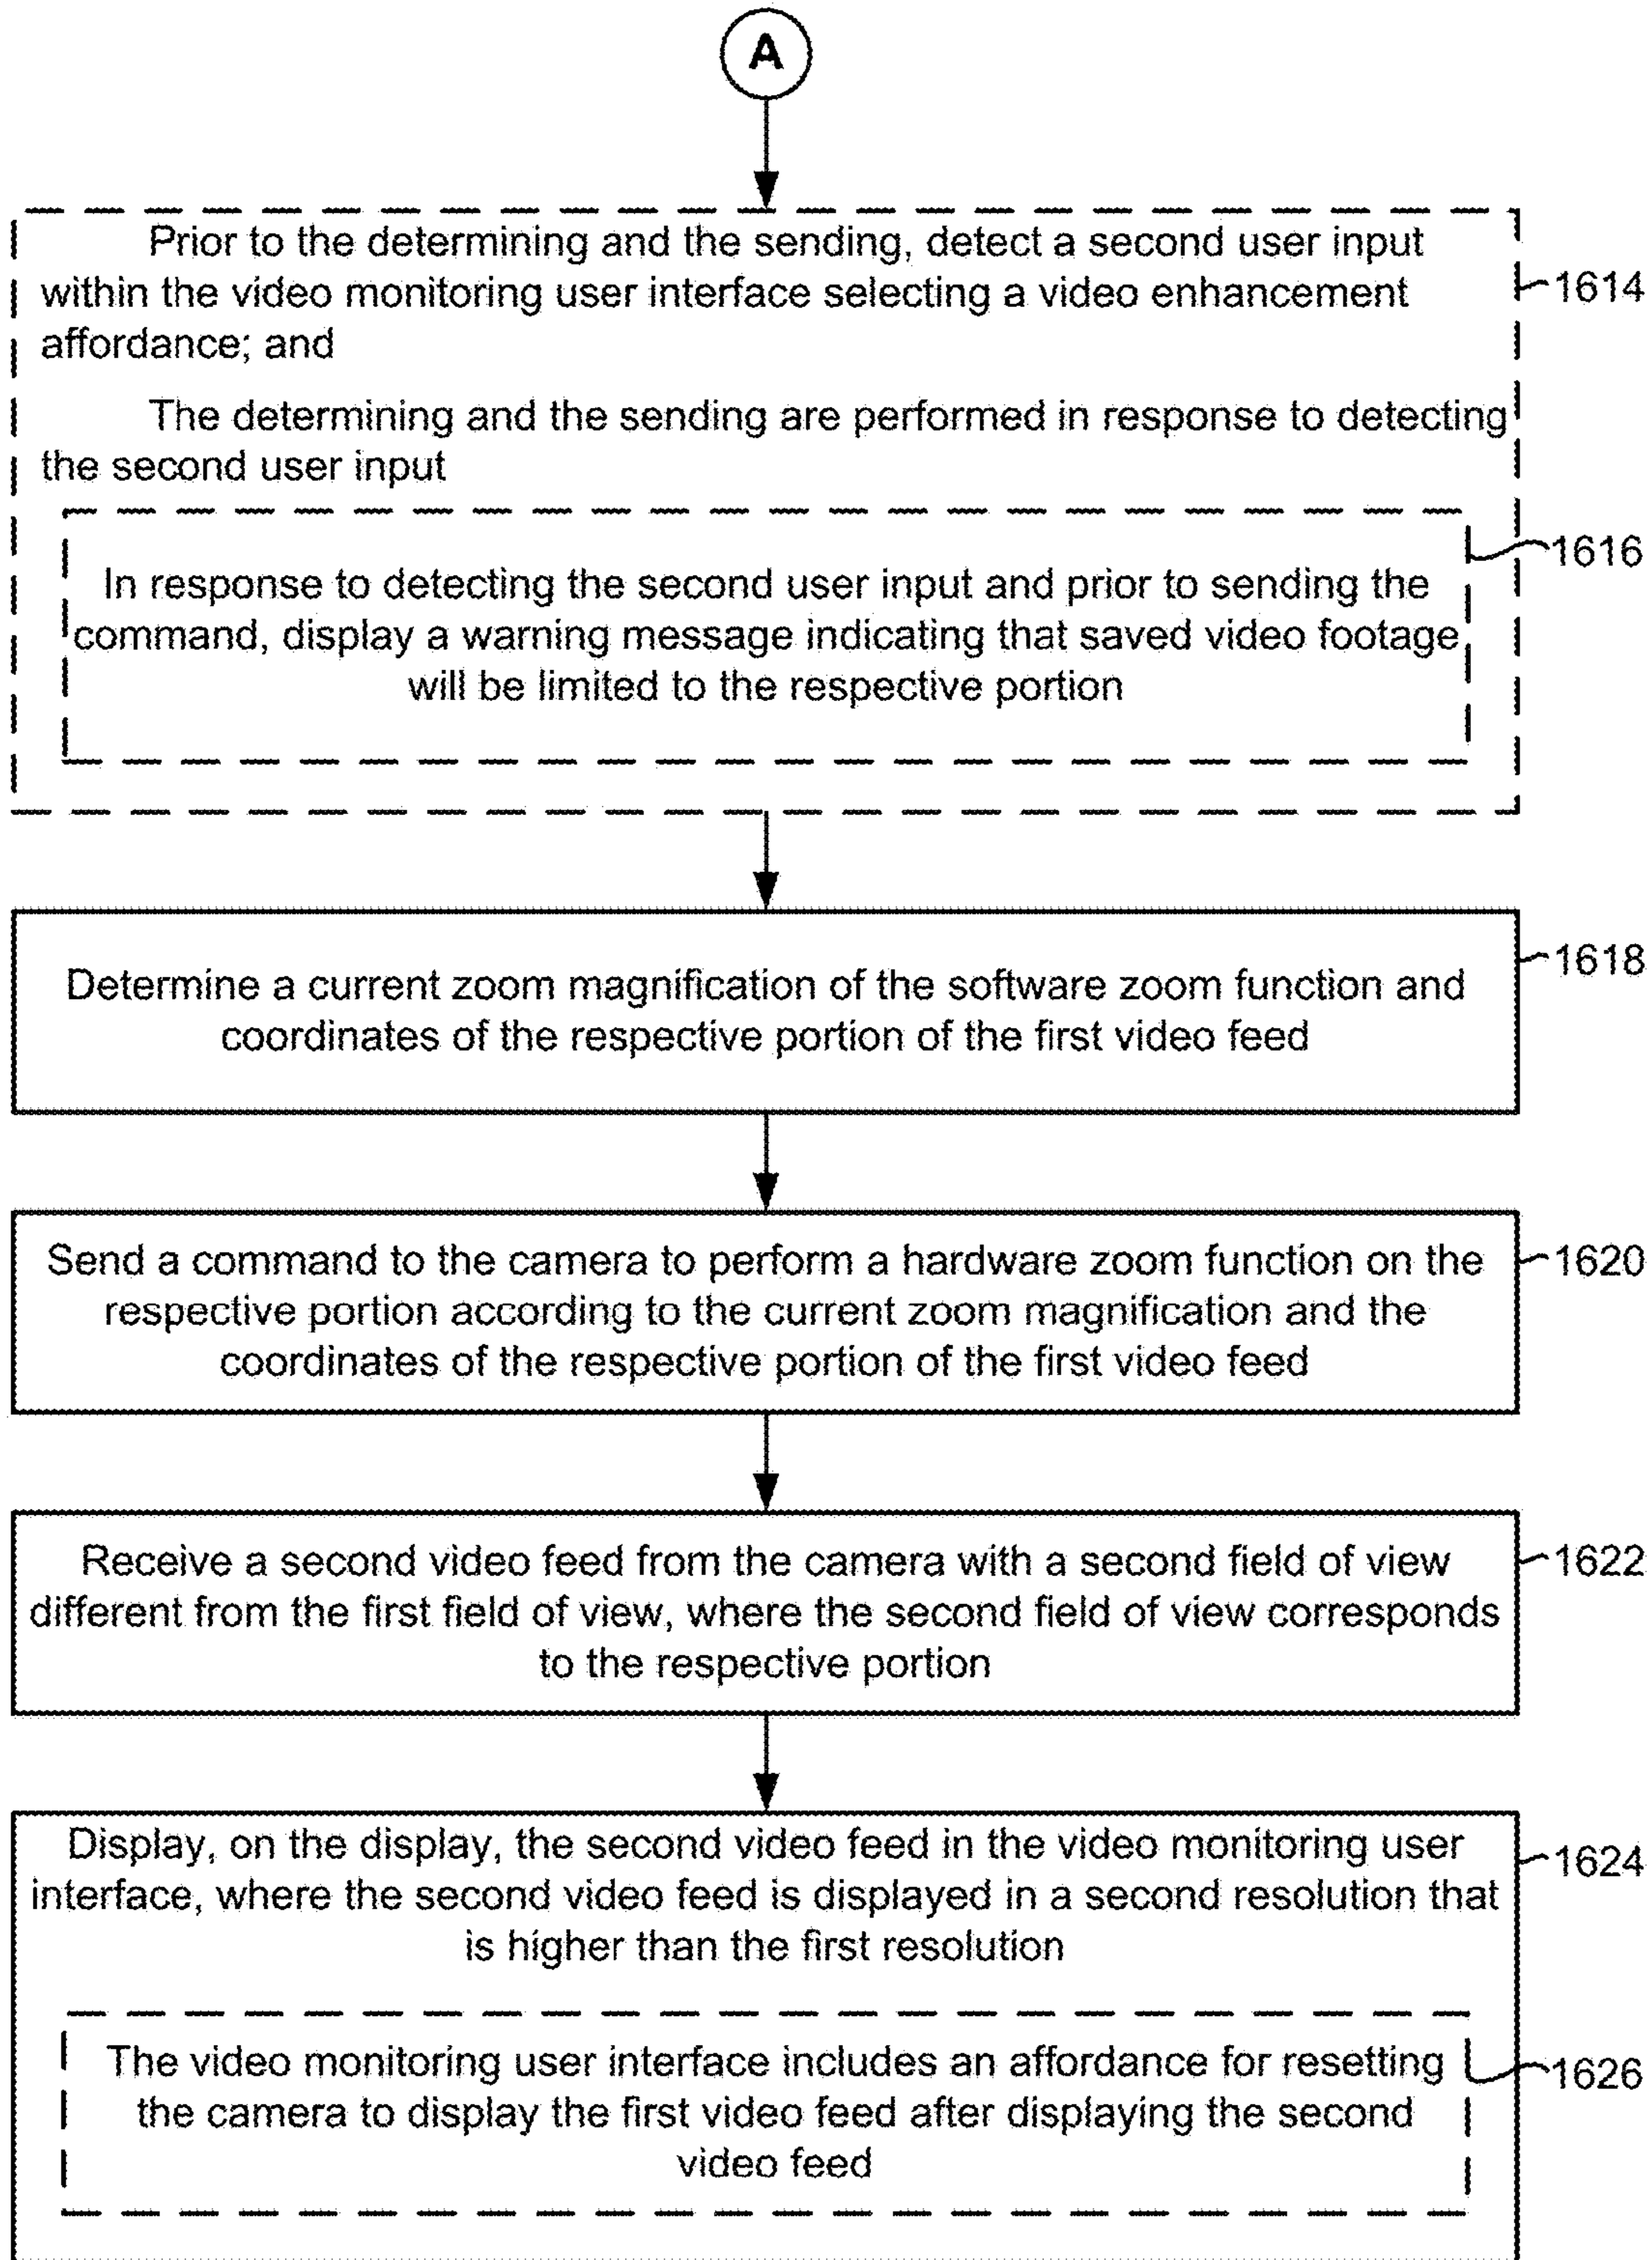 A
Prior to the determining and the sending, detect a second user input
within the video monitoring user interface selecting a video enhancement
affordance; and
1614
The determining and the sending are performed in response to detecting
the second user input
1616
In response to detecting the second user input and prior to sending the
command, display a warning message indicating that saved video footage
will be limited to the respective portion
1618
Determine a current zoom magnification of the software zoom function and
coordinates of the respective portion of the first video feed
1620
Send a command to the camera to perform a hardware zoom function on the
respective portion according to the current zoom magnification and the
coordinates of the respective portion of the first video feed
1622
Receive a second video feed from the camera with a second field of view
different from the first field of view, where the second field of view corresponds
to the respective portion
1624
Display, on the display, the second video feed in the video monitoring user
interface, where the second video feed is displayed in a second resolution that
is higher than the first resolution
1626
The video monitoring user interface includes an affordance for resetting
the camera to display the first video feed after displaying the second
video feed